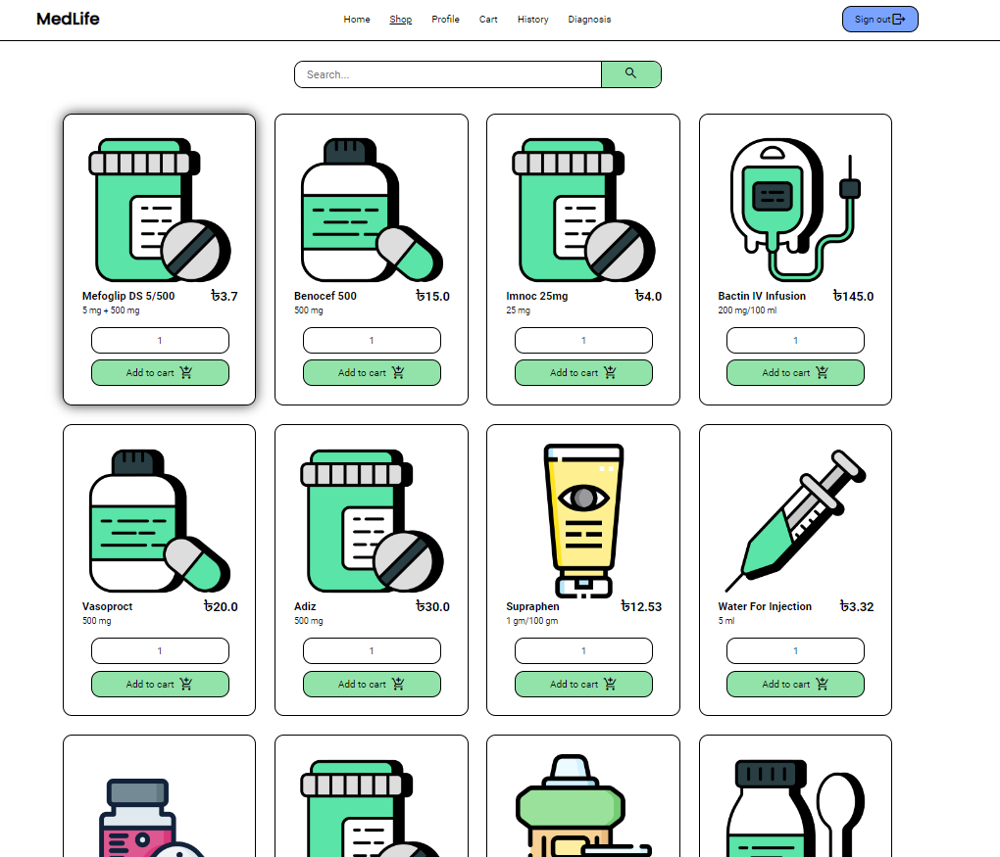 MedLife
Home Shop Profile Cart History Diagnosis
Sign out
Search...
Mefoglip DS 5/500 ৳3.7
5 mg + 500 mg
1
Add to cart
Benocef 500 ৳15.0
500 mg
1
Add to cart
Imnoc 25mg ৳4.0
25 mg
1
Add to cart
Bactin IV Infusion ৳145.0
200 mg/100 ml
1
Add to cart
Vasoproct ৳20.0
500 mg
1
Add to cart
Adiz ৳30.0
500 mg
1
Add to cart
Supraphen ৳12.53
1 gm/100 gm
1
Add to cart
Water For Injection ৳3.32
5 ml
1
Add to cart